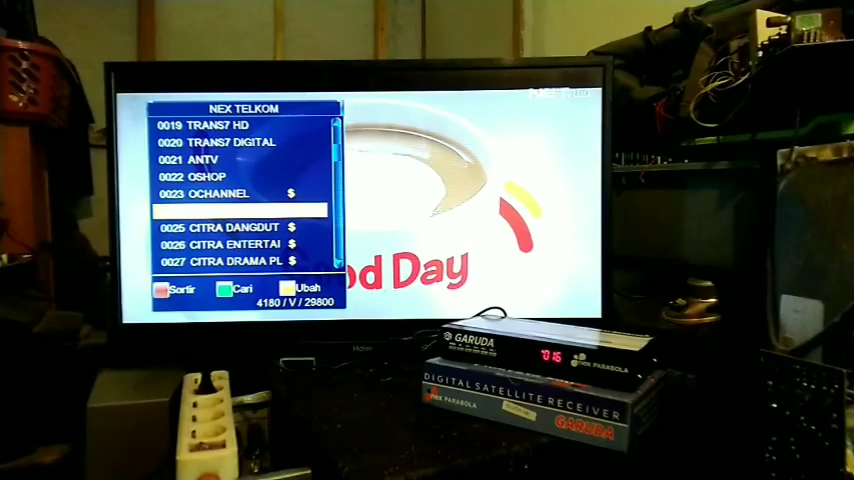 NEX TELKOM
0019 TRANS7 HD
0020 TRANS7 DIGITAL
0021 ANTV
0022 OSHOP
0023 OCHANNEL $
0025 CITRA DANGDUT $
0026 CITRA ENTERTAI $
0027 CITRA DRAMA PL $
Sortir Cari Ubah
4180 / V / 29800
od Day
Haier
GARUDA
016
nex PARABOLA
DIGITAL SATELLITE RECEIVER
nex PARABOLA
GARUDA